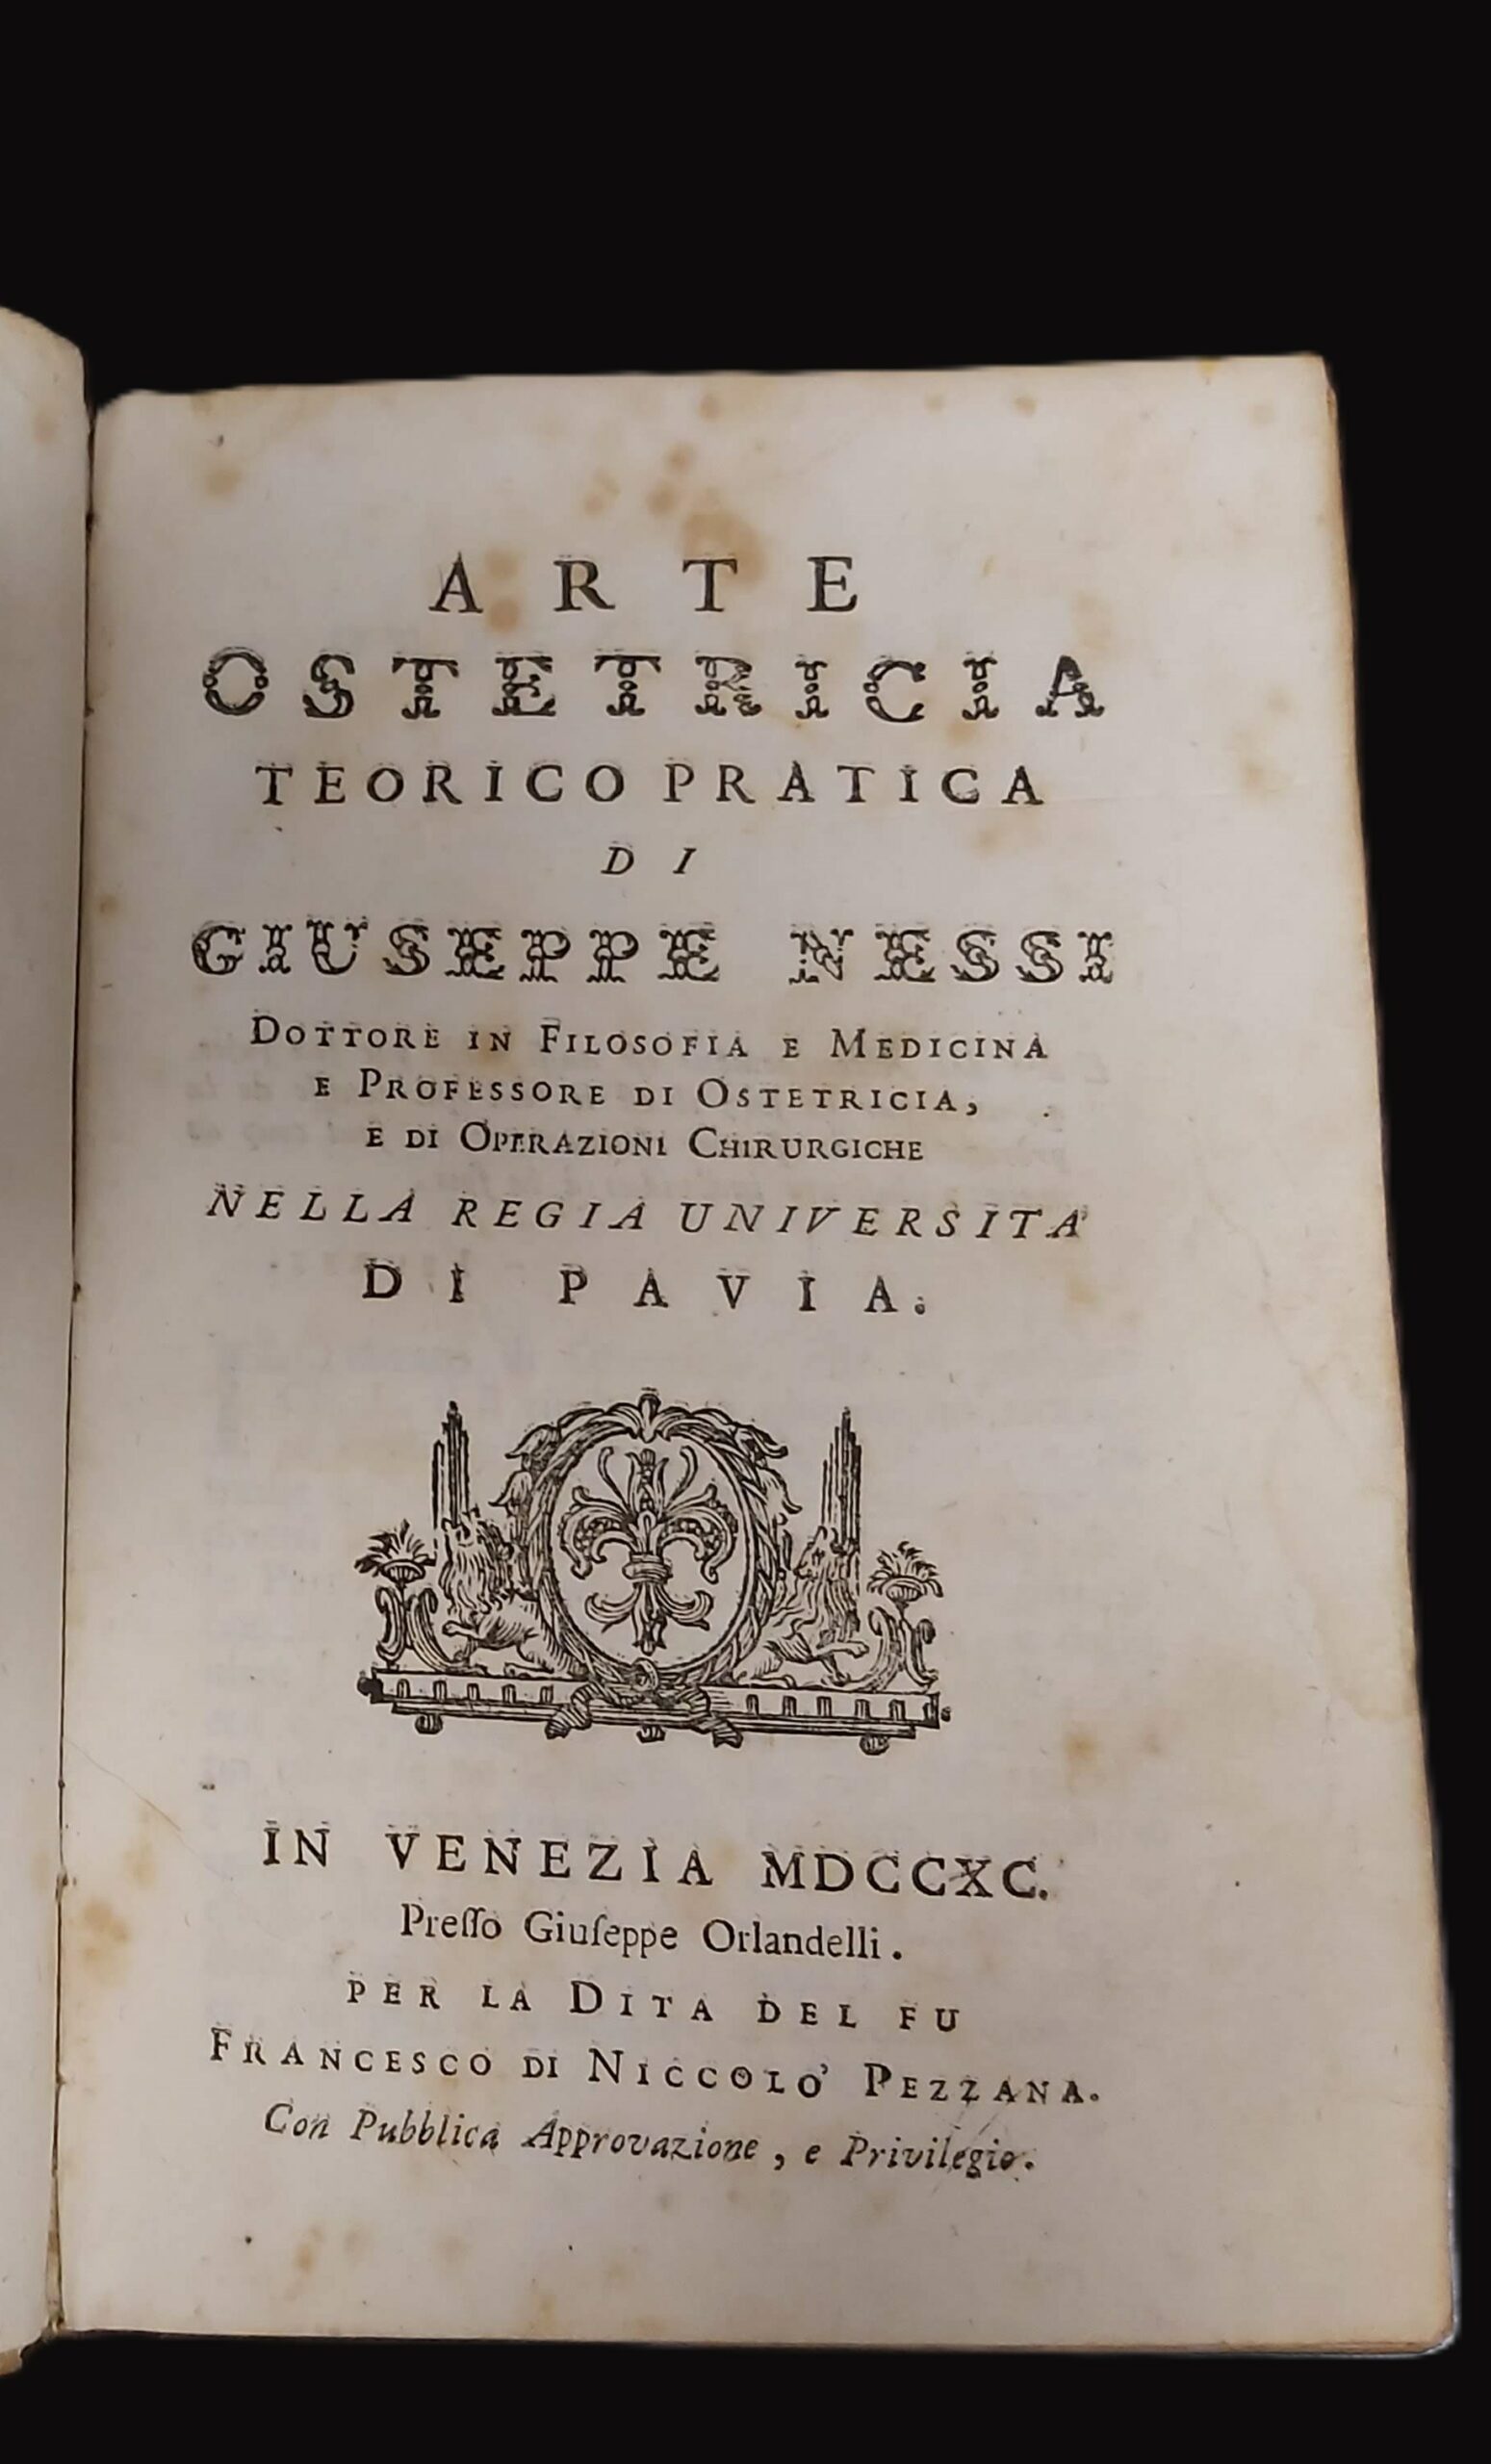 ARTE
OSTETRICIA
TEORICO PRATICA
DI
GIUSEPPE NESSI
DOTTORE IN FILOSOFIA E MEDICINA
E PROFESSORE DI OSTETRICIA,
E DI OPERAZIONI CHIRURGICHE
NELLA REGIA UNIVERSITA'
DI PAVIA.
IN VENEZIA MDCCXC.
Preſſo Giuſeppe Orlandelli.
PER LA DITA DEL FU
FRANCESCO DI NICCOLO' PEZZANA.
Con Pubblica Approvazione, e Privilegio.